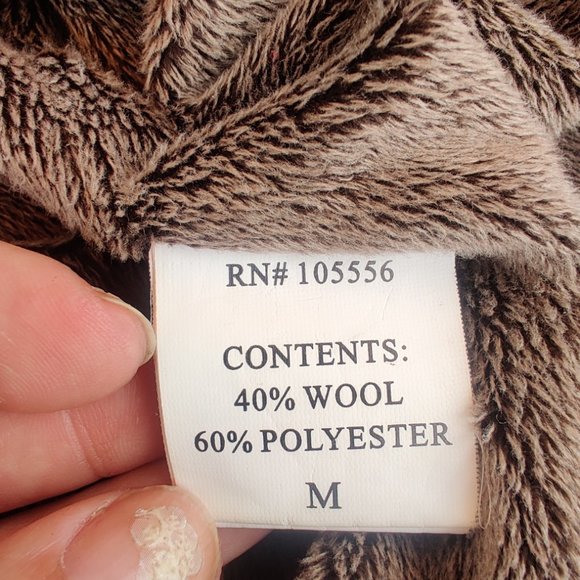 RN# 105556
CONTENTS:
40% WOOL
60% POLYESTER
M